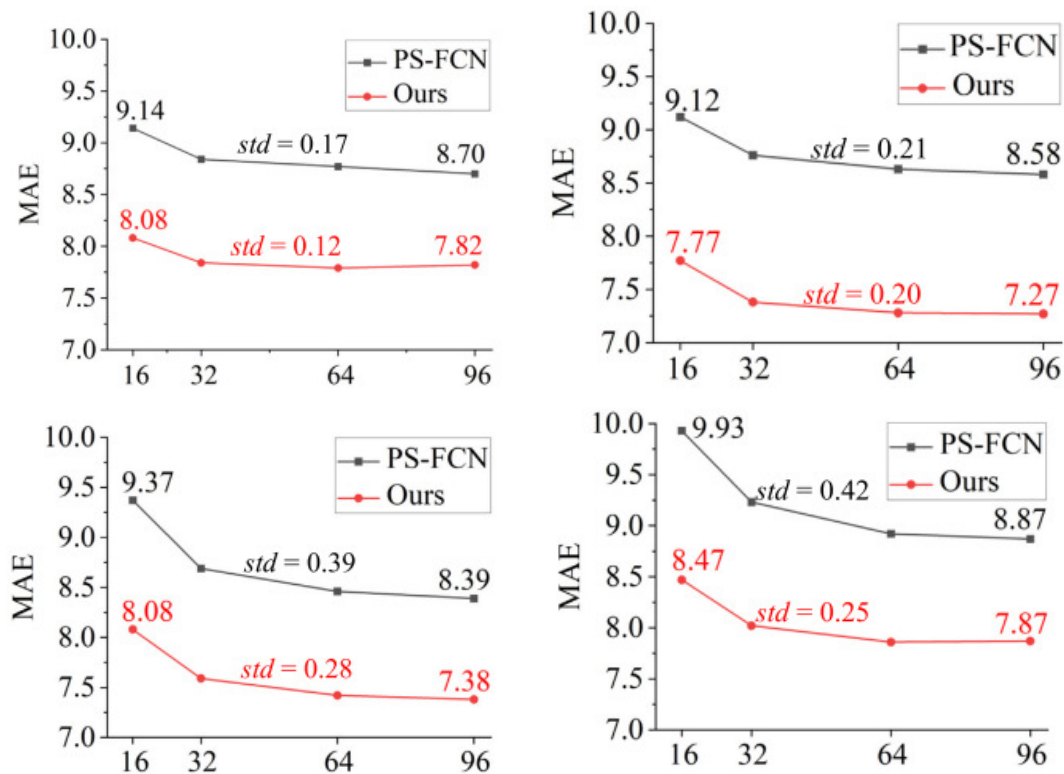 10.0
9.5
9.0
8.5
8.0
7.5
7.0
MAE
PS-FCN
Ours
9.14
std = 0.17
8.70
8.08
std = 0.12
7.82
16 32 64 96
10.0
9.5
9.0
8.5
8.0
7.5
7.0
MAE
PS-FCN
Ours
9.12
std = 0.21
8.58
7.77
std = 0.20
7.27
16 32 64 96
10.0
9.5
9.0
8.5
8.0
7.5
7.0
MAE
PS-FCN
Ours
9.37
std = 0.39
8.39
8.08
std = 0.28
7.38
16 32 64 96
10.0
9.5
9.0
8.5
8.0
7.5
7.0
MAE
PS-FCN
Ours
9.93
std = 0.42
8.87
8.47
std = 0.25
7.87
16 32 64 96